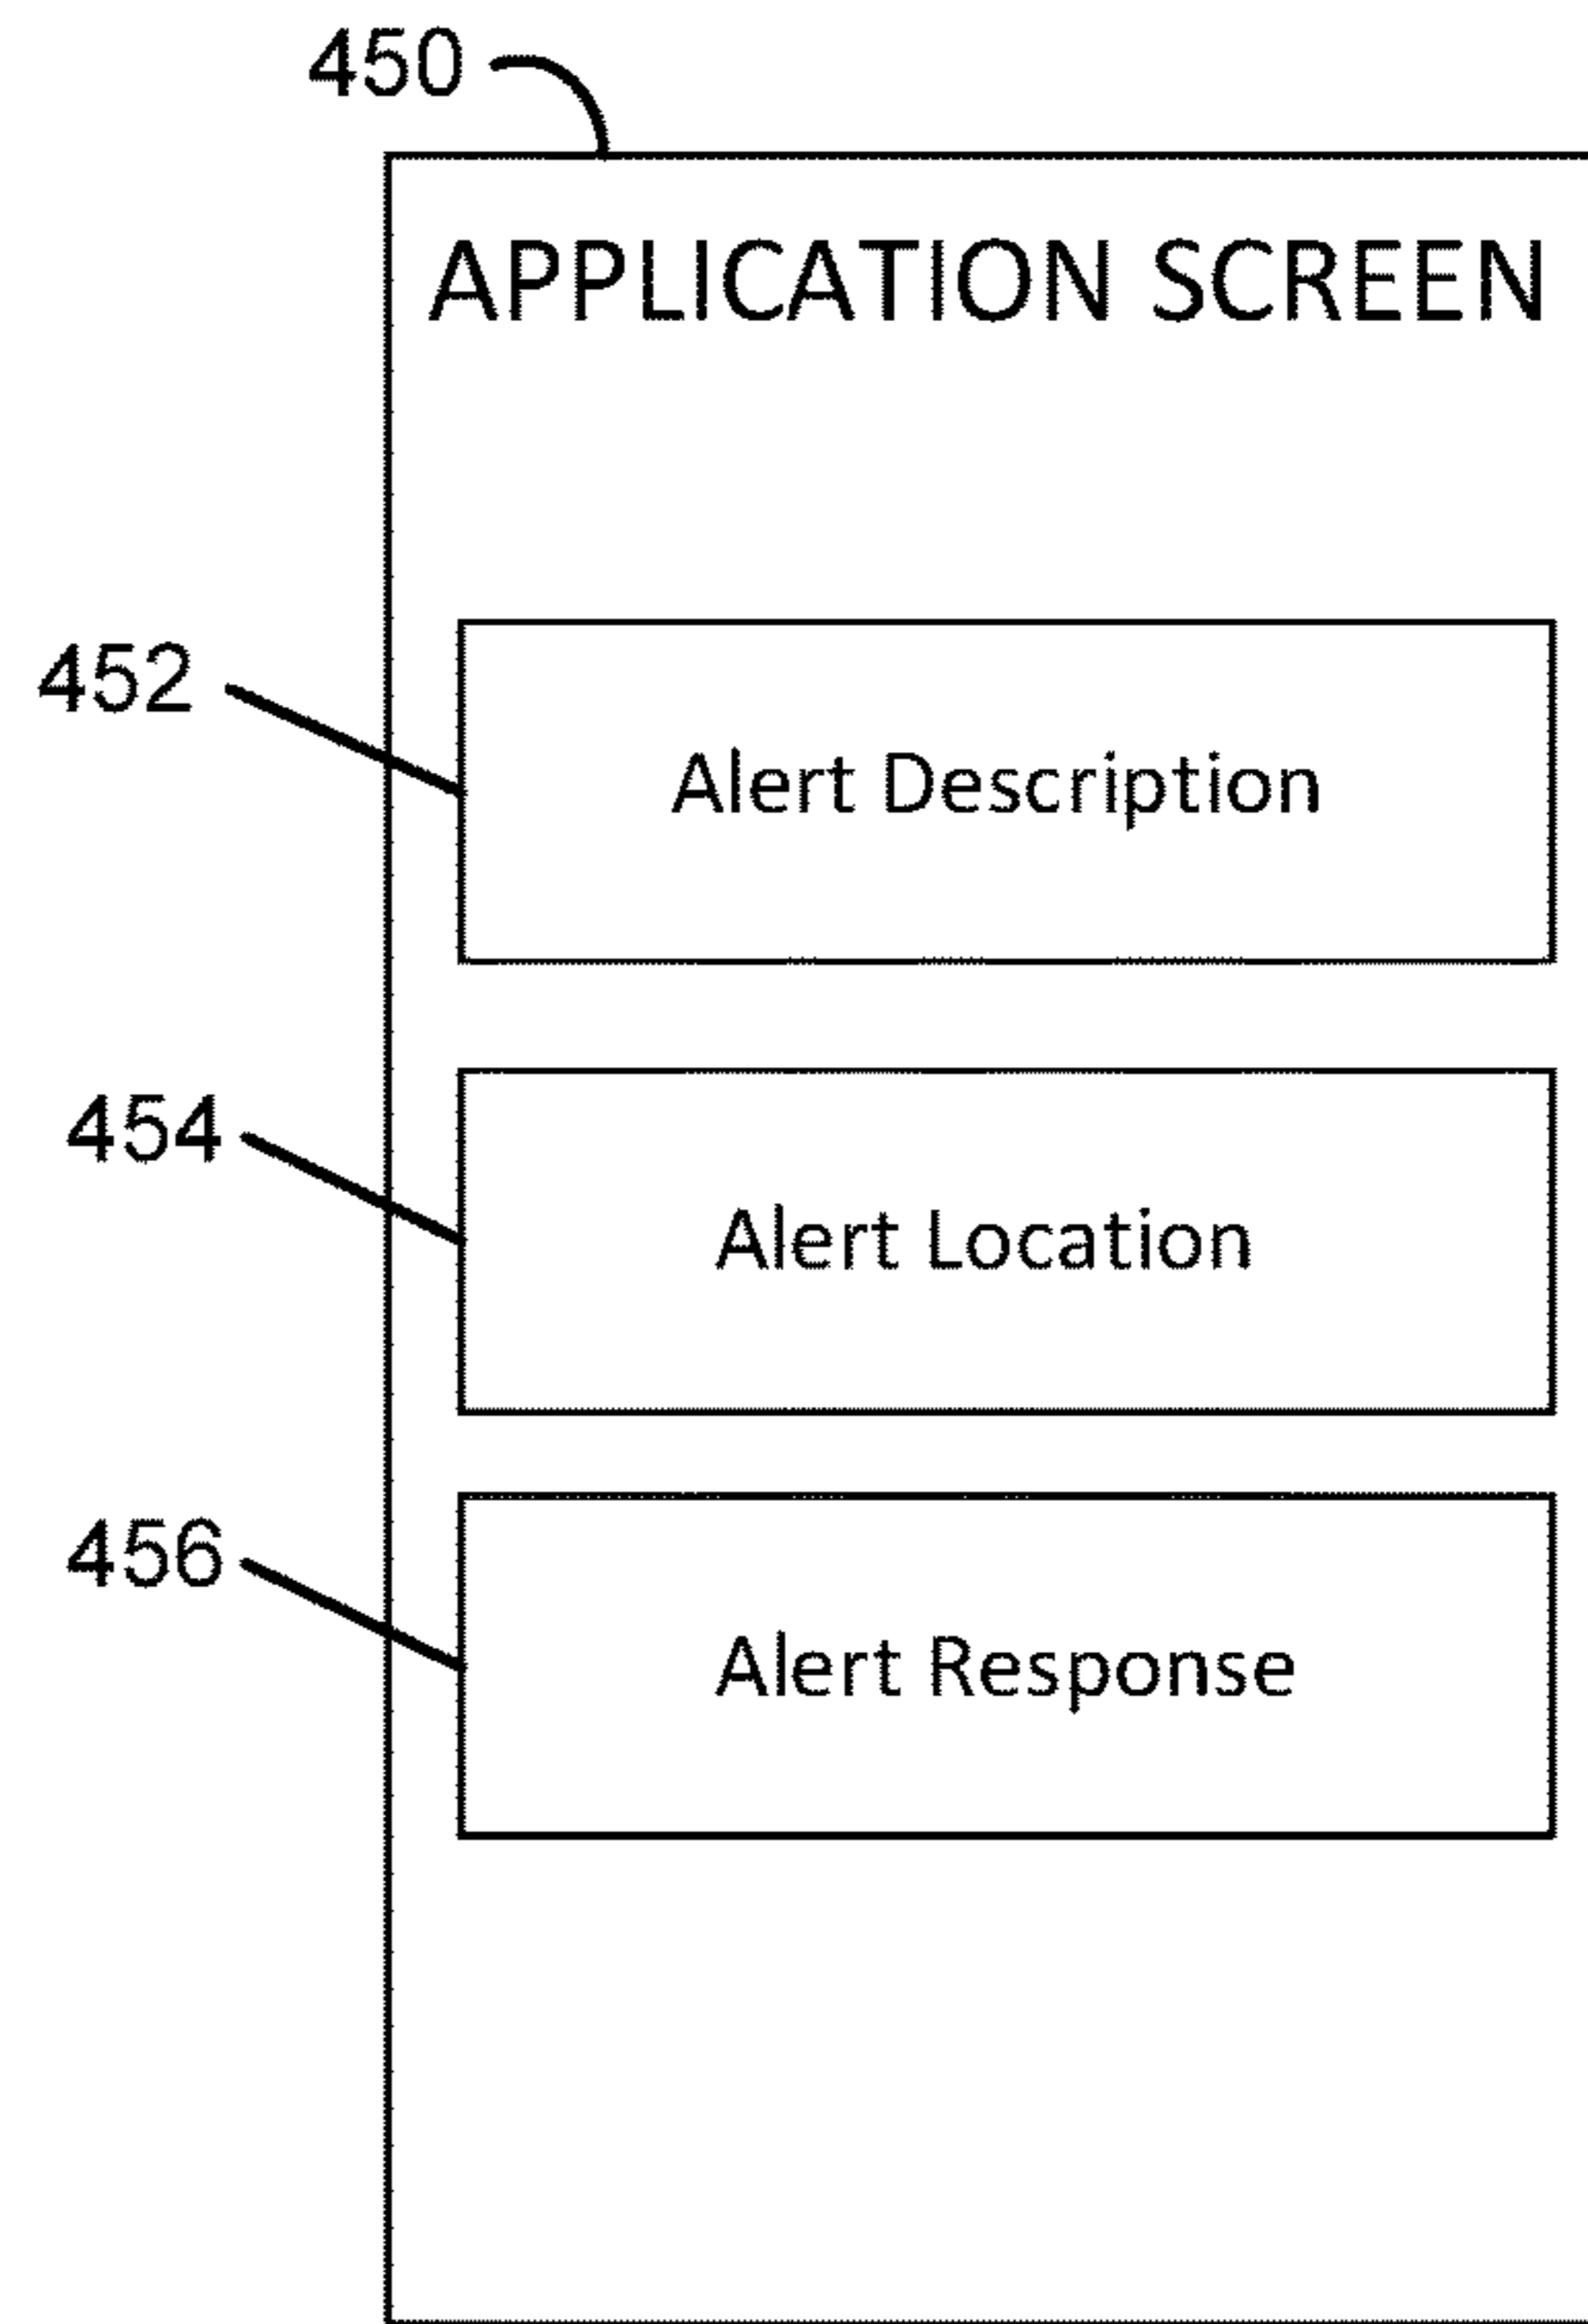 450
APPLICATION SCREEN
452
Alert Description
454
Alert Location
456
Alert Response